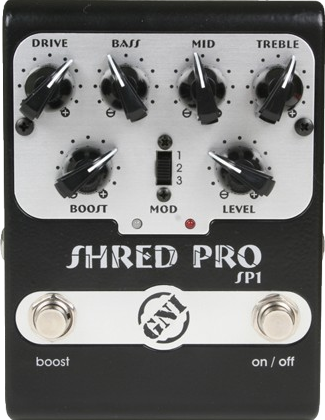 DRIVE BASS MID TREBLE
1
2
3
BOOST MOD LEVEL
SHRED PRO
SP1
GNI
boost on / off